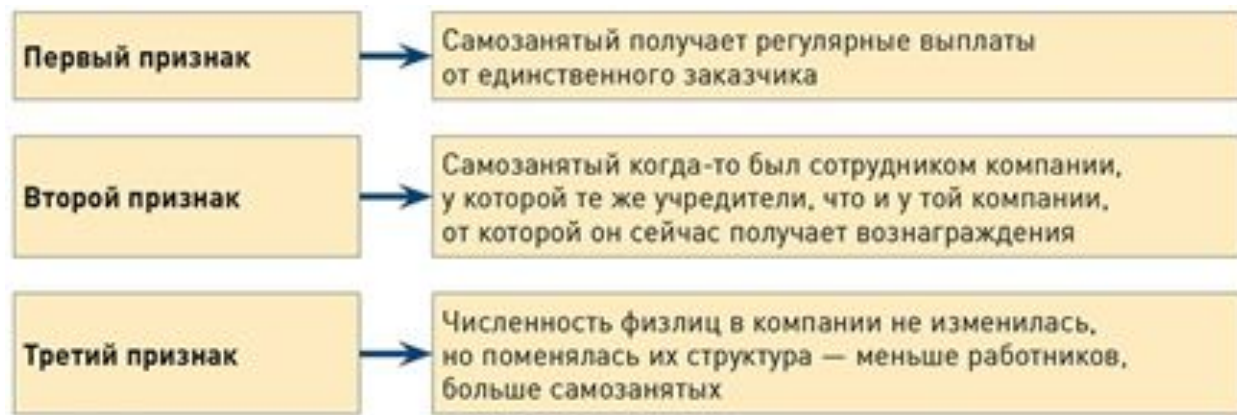 Первый признак
Самозанятый получает регулярные выплаты
от единственного заказчика
Второй признак
Самозанятый когда-то был сотрудником компании,
у которой те же учредители, что и у той компании,
от которой он сейчас получает вознаграждения
Третий признак
Численность физлиц в компании не изменилась,
но поменялась их структура — меньше работников,
больше самозанятых